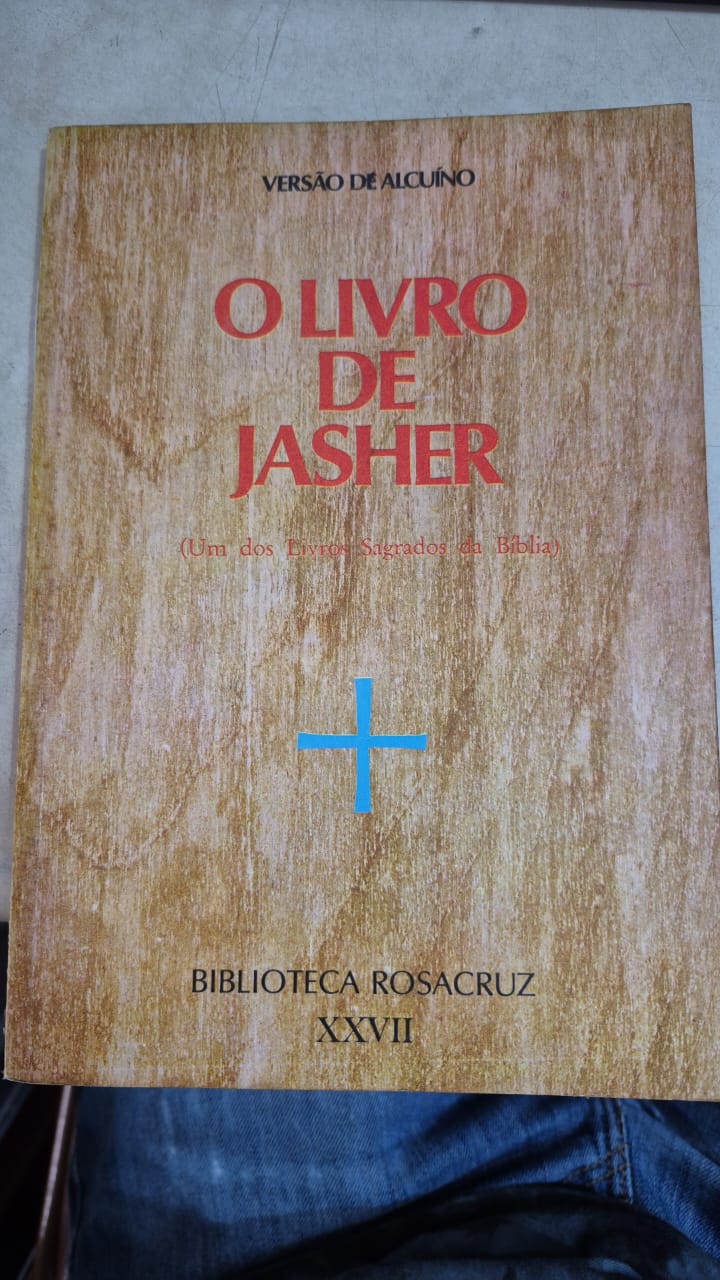 VERSÃO DE ALCUÍNO
O LIVRO
DE
JASHER
(Um dos Livros Sagrados da Bíblia)
BIBLIOTECA ROSACRUZ
XXVII